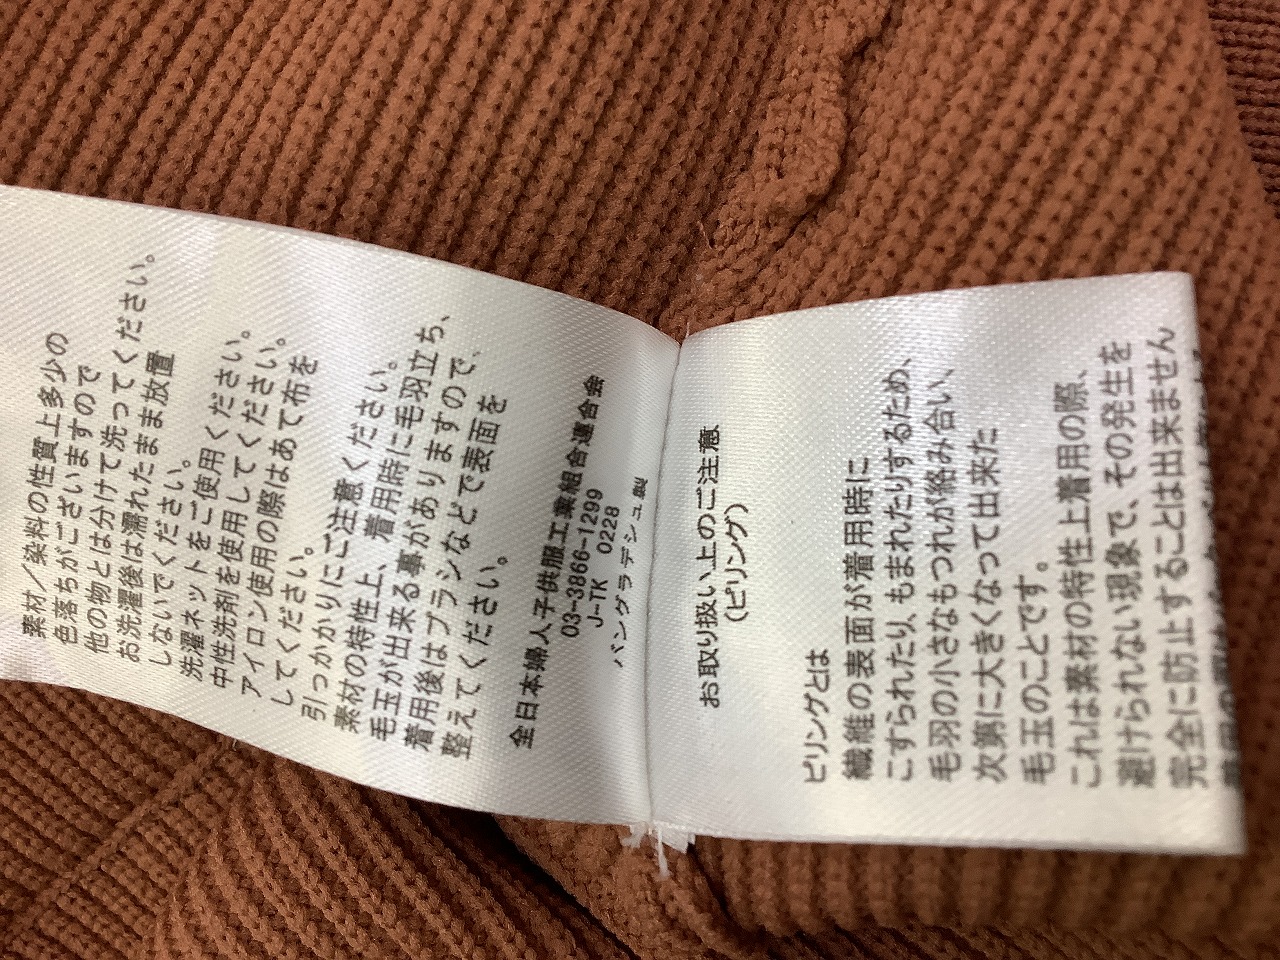 素材／染料の性質上多少の
色落ちがございますので
他の物とは分けて洗ってください。
お洗濯後は濡れたまま放置
しないでください。
洗濯ネットをご使用ください。
中性洗剤を使用してください。
アイロン使用の際はあて布を
してください。
引っかかりにご注意ください。
素材の特性上、着用時に毛羽立ち、
毛玉が出来る事がありますので、
着用後はブラシなどで表面を
整えてください。
全日本婦人子供服工業組合連合会
03-3866-1299
J-TK 0228
バングラデシュ製
お取り扱い上のご注意
（ピリング）
ピリングとは
繊維の表面が着用時に
こすられたり、もまれたりするため、
毛羽の小さなもつれが絡み合い、
次第に大きくなって出来た
毛玉のことです。
これは素材の特性上着用の際、
避けられない現象で、その発生を
完全に防止することは出来ません